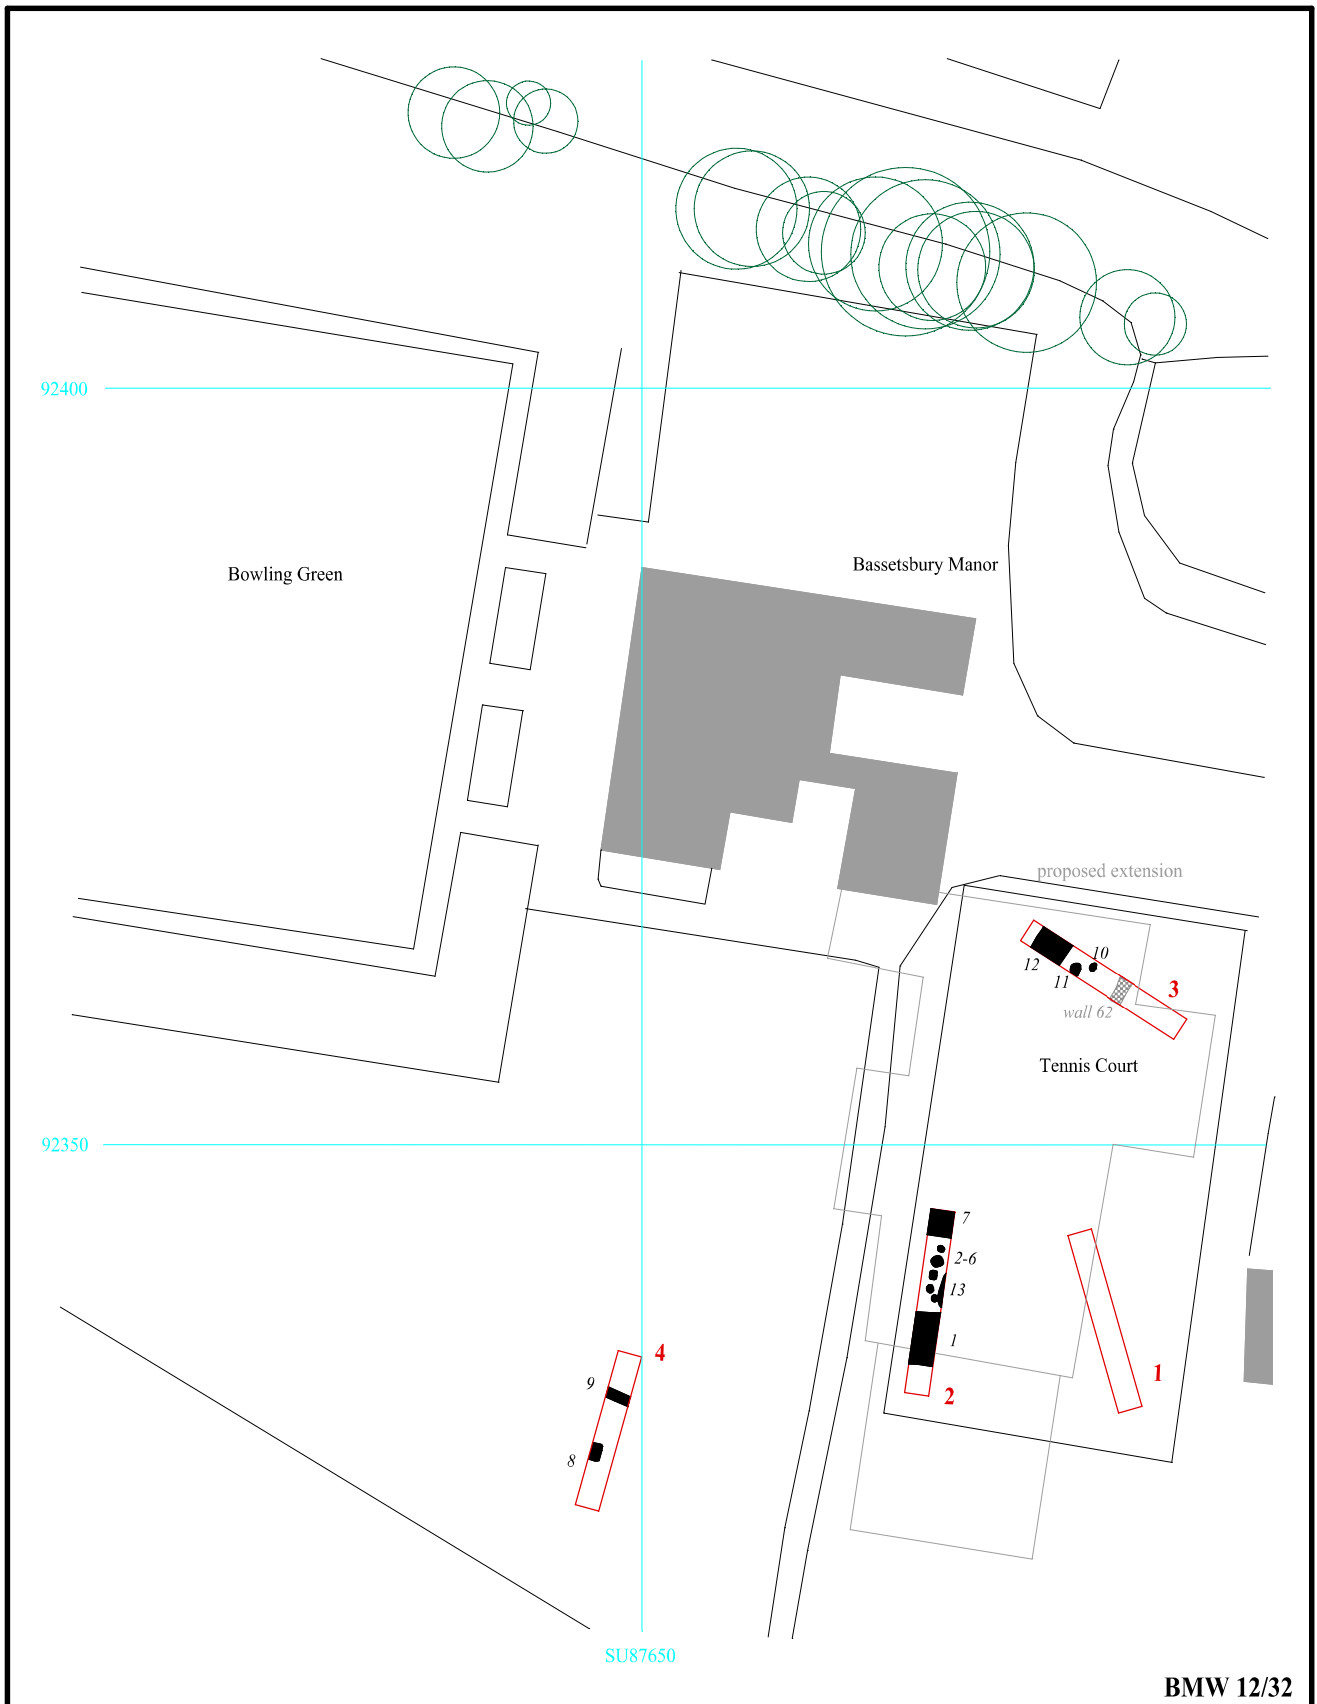 92400
Bowling Green
Bassetsbury Manor
proposed extension
10
12
11
3
wall 62
Tennis Court
92350
7
2-6
13
1
4
9
1
2
8
SU87650
BMW 12/32